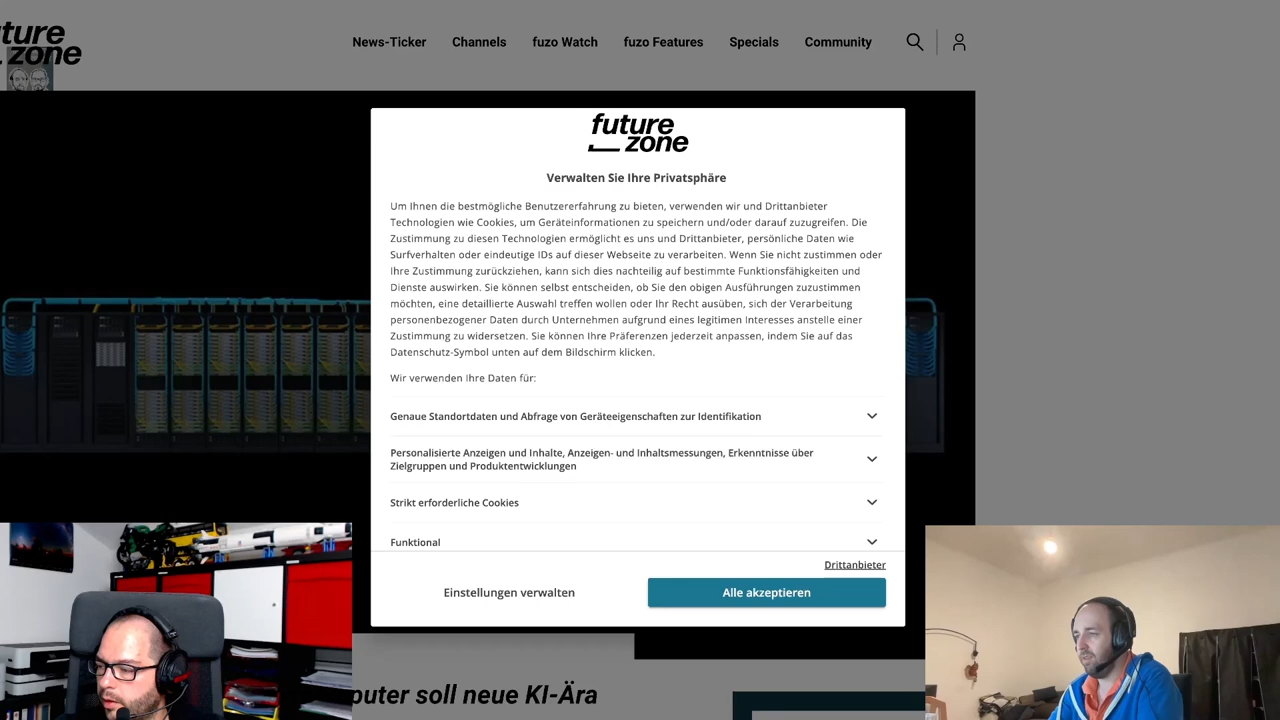 future
zone
News-Ticker Channels fuzo Watch fuzo Features Specials Community
future
zone
Verwalten Sie Ihre Privatsphäre
Um Ihnen die bestmögliche Benutzererfahrung zu bieten, verwenden wir und Drittanbieter
Technologien wie Cookies, um Geräteinformationen zu speichern und/oder darauf zuzugreifen. Die
Zustimmung zu diesen Technologien ermöglicht es uns und Drittanbieter, persönliche Daten wie
Surfverhalten oder eindeutige IDs auf dieser Webseite zu verarbeiten. Wenn Sie nicht zustimmen oder
Ihre Zustimmung zurückziehen, kann sich dies nachteilig auf bestimmte Funktionsfähigkeiten und
Dienste auswirken. Sie können selbst entscheiden, ob Sie den obigen Ausführungen zuzustimmen
möchten, eine detaillierte Auswahl treffen wollen oder Ihr Recht ausüben, sich der Verarbeitung
personenbezogener Daten durch Unternehmen aufgrund eines legitimen Interesses anstelle einer
Zustimmung zu widersetzen. Sie können Ihre Präferenzen jederzeit anpassen, indem Sie auf das
Datenschutz-Symbol unten auf dem Bildschirm klicken.
Wir verwenden Ihre Daten für:
Genaue Standortdaten und Abfrage von Geräteeigenschaften zur Identifikation
Personalisierte Anzeigen und Inhalte, Anzeigen- und Inhaltsmessungen, Erkenntnisse über
Zielgruppen und Produktentwicklungen
Strikt erforderliche Cookies
Funktional
Drittanbieter
Einstellungen verwalten Alle akzeptieren
puter soll neue KI-Ära